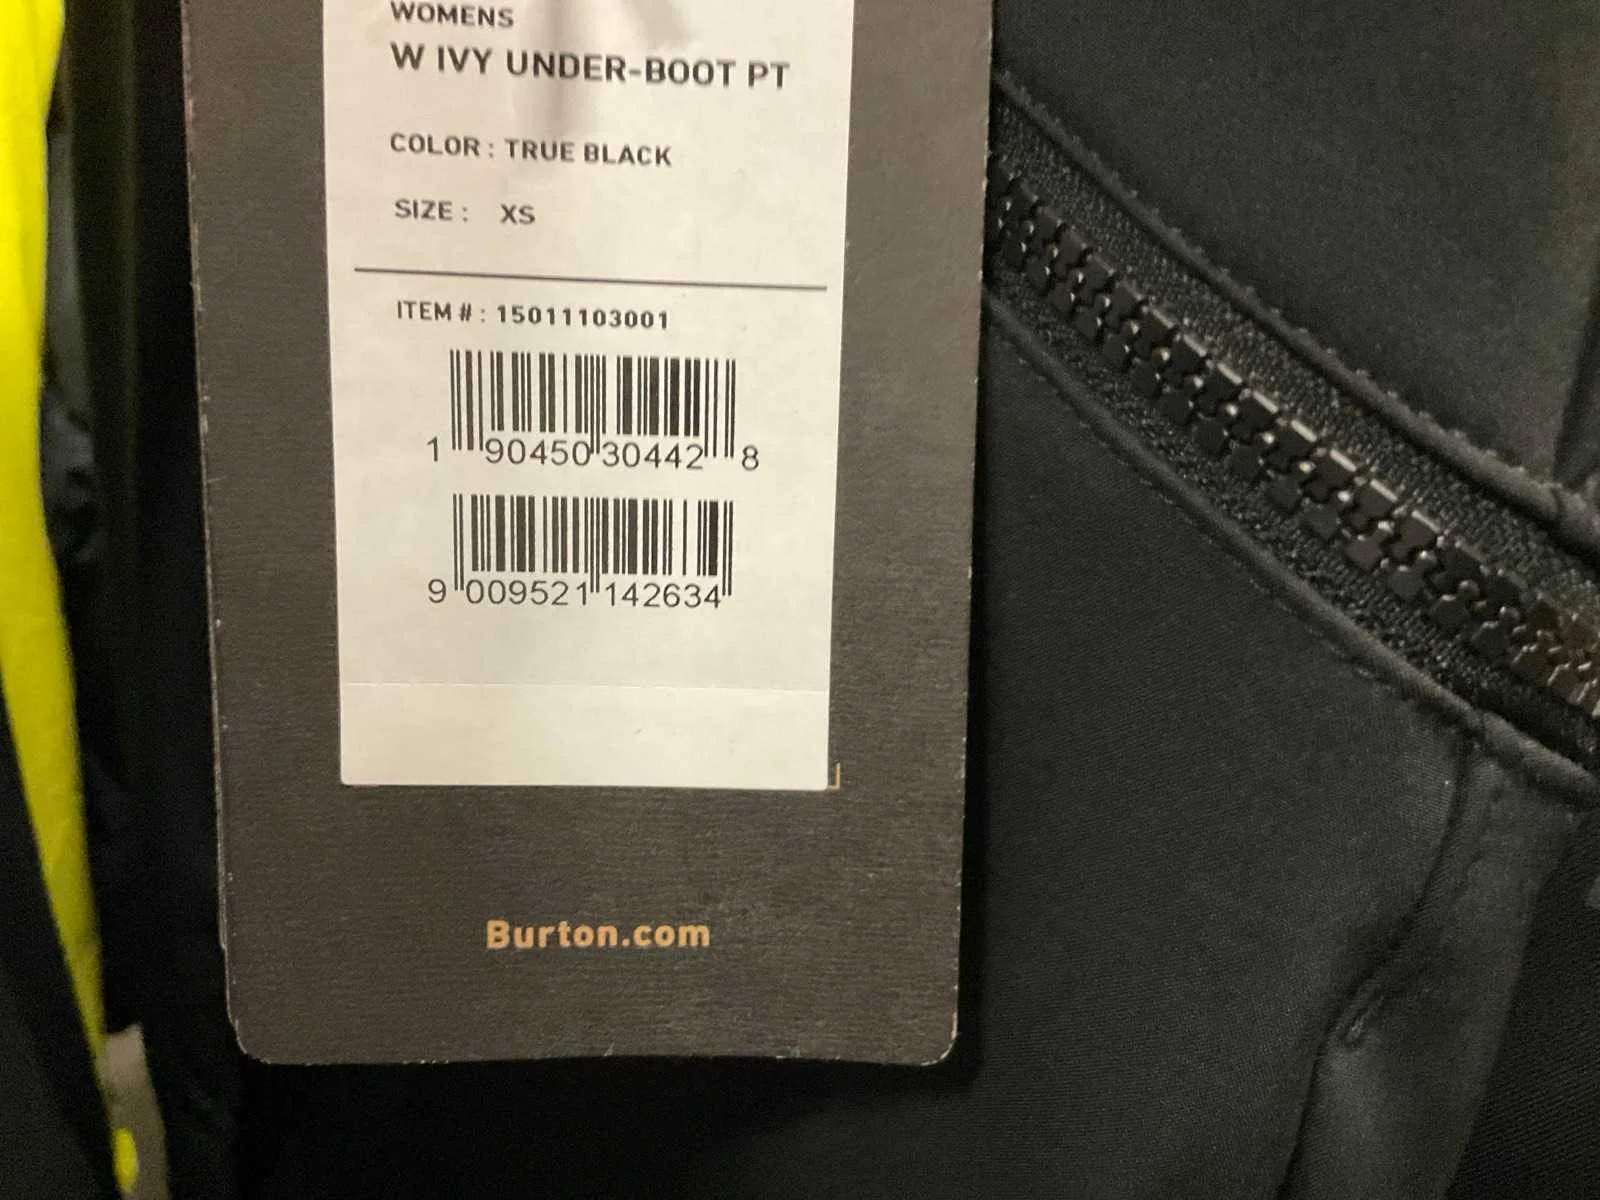 WOMENS
W IVY UNDER-BOOT PT
COLOR : TRUE BLACK
SIZE : XS
ITEM # : 15011103001
1 90450 30442 8
9 009521 142634
Burton.com